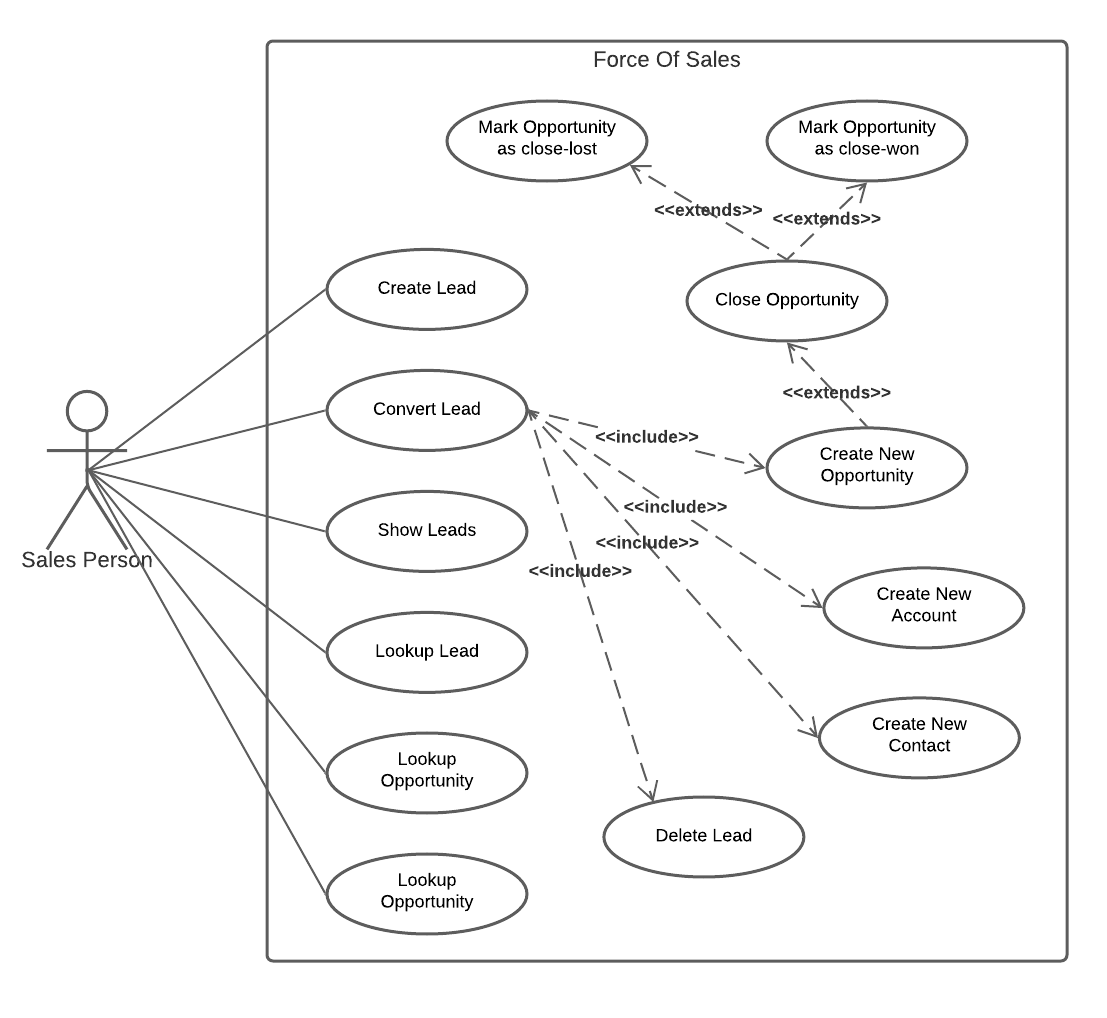 Force Of Sales
Mark Opportunity
as close-lost
Mark Opportunity
as close-won
<<extends>>
<<extends>>
Create Lead
Close Opportunity
<<extends>>
Convert Lead
<<include>>
Create New
Opportunity
<<include>>
Show Leads
<<include>>
Sales Person
<<include>>
Create New
Account
Lookup Lead
Create New
Contact
Lookup
Opportunity
Delete Lead
Lookup
Opportunity